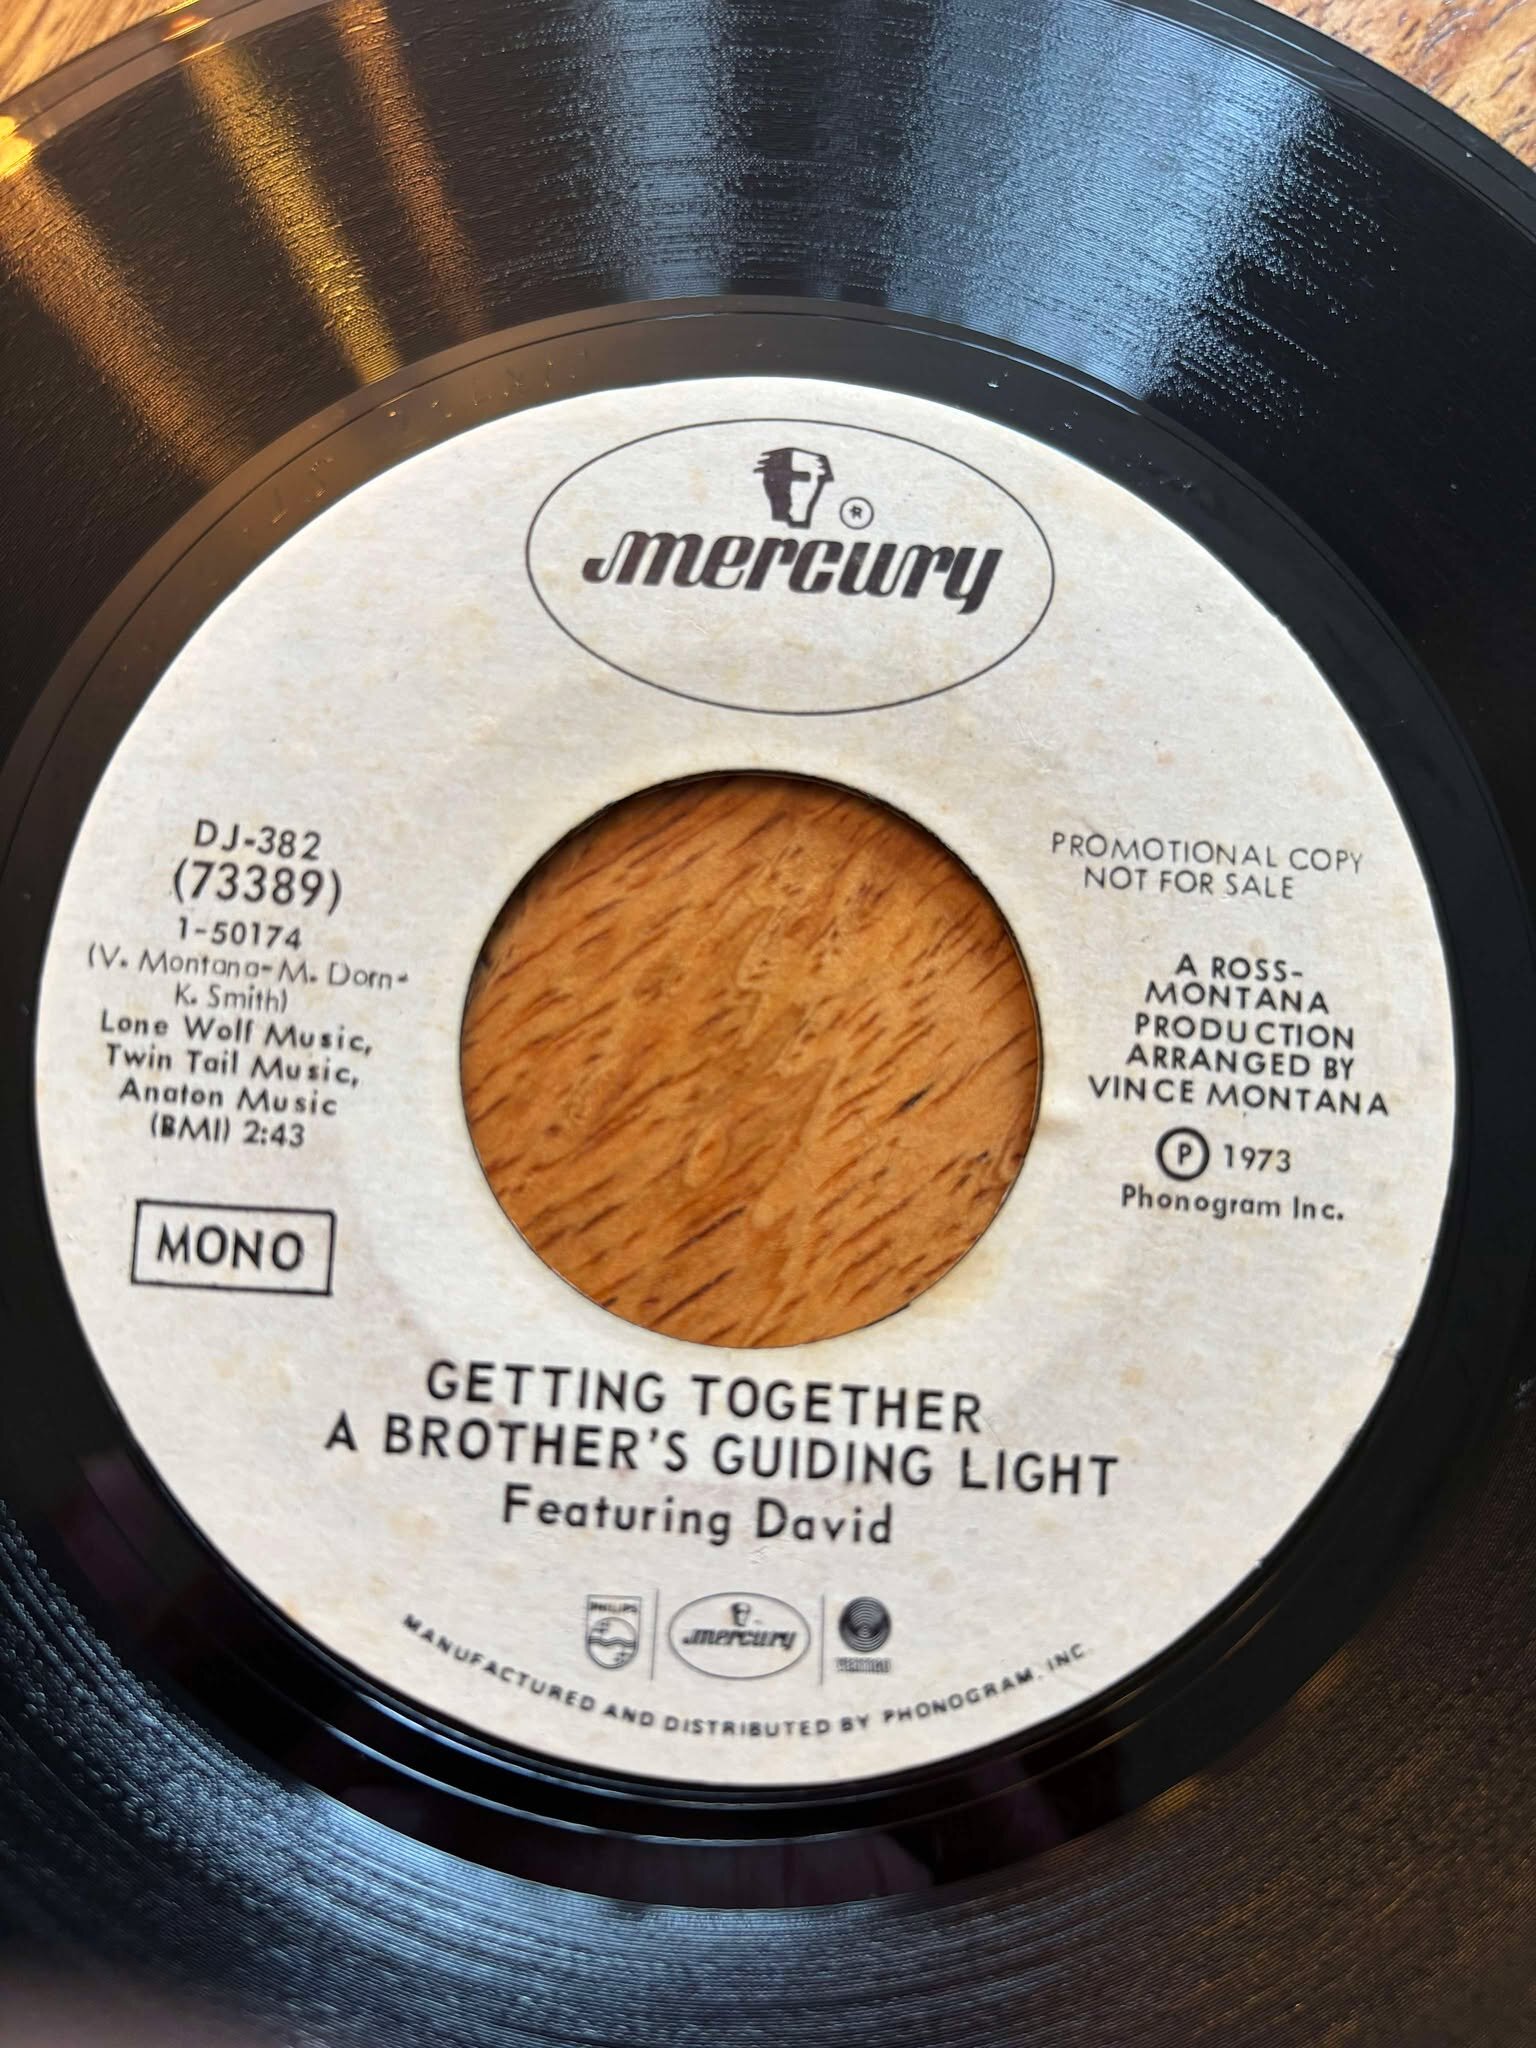 mercury
®
DJ-382
(73389)
1-50174
(V. Montana-M. Dorn-
K. Smith)
Lone Wolf Music,
Twin Tail Music,
Anaton Music
(BMI) 2:43
MONO
PROMOTIONAL COPY
NOT FOR SALE
A ROSS-
MONTANA
PRODUCTION
ARRANGED BY
VINCE MONTANA
Ⓟ 1973
Phonogram Inc.
GETTING TOGETHER
A BROTHER'S GUIDING LIGHT
Featuring David
PHILIPS
mercury
VERTIGO
MANUFACTURED AND DISTRIBUTED BY PHONOGRAM, INC.